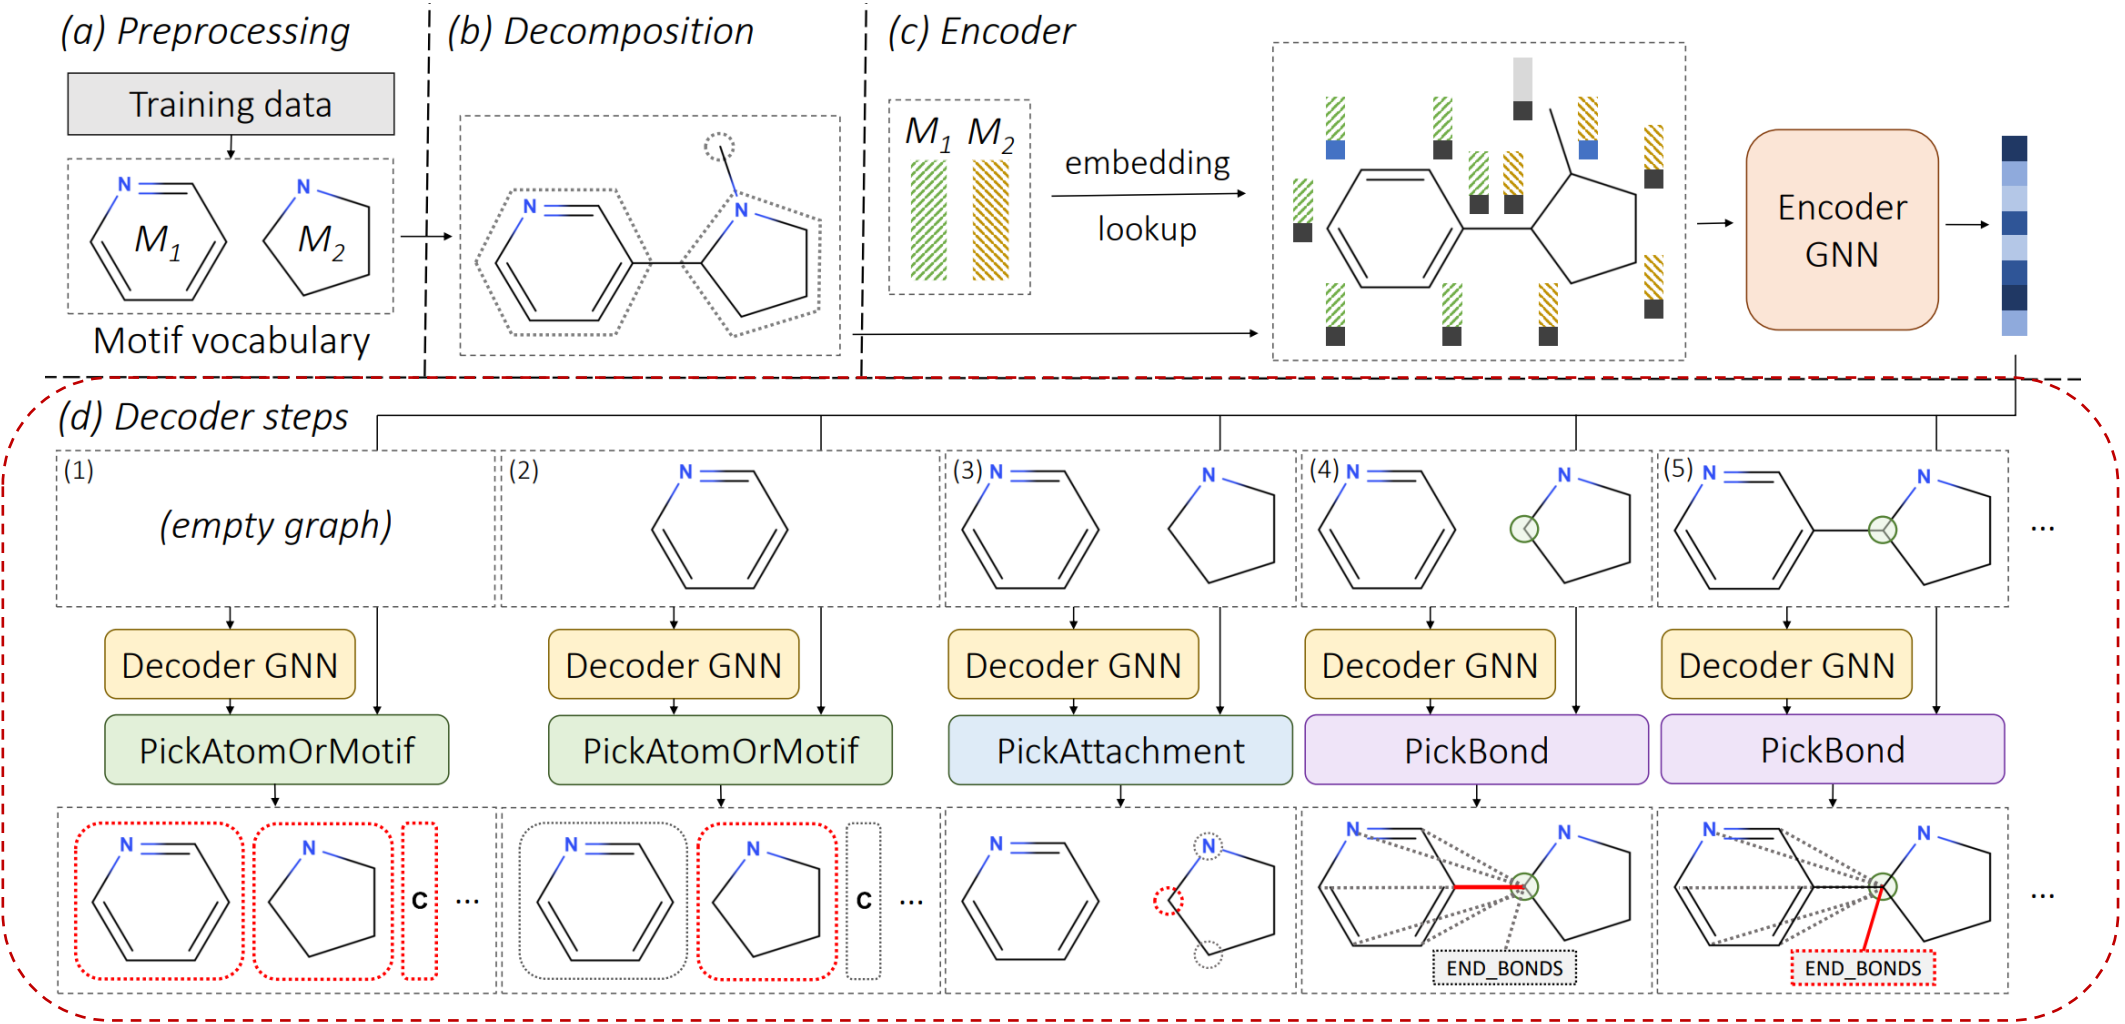 (a) Preprocessing
Training data
N
M1
N
M2
Motif vocabulary
(b) Decomposition
N
N
(c) Encoder
M1 M2
embedding
lookup
Encoder
GNN
(d) Decoder steps
(1)
(empty graph)
(2)
N
(3)
N
N
(4)
N
N
(5)
N
N
...
Decoder GNN
Decoder GNN
Decoder GNN
Decoder GNN
Decoder GNN
PickAtomOrMotif
PickAtomOrMotif
PickAttachment
PickBond
PickBond
N
N
C
...
N
N
C
...
N
N
N
N
END_BONDS
N
N
END_BONDS
...